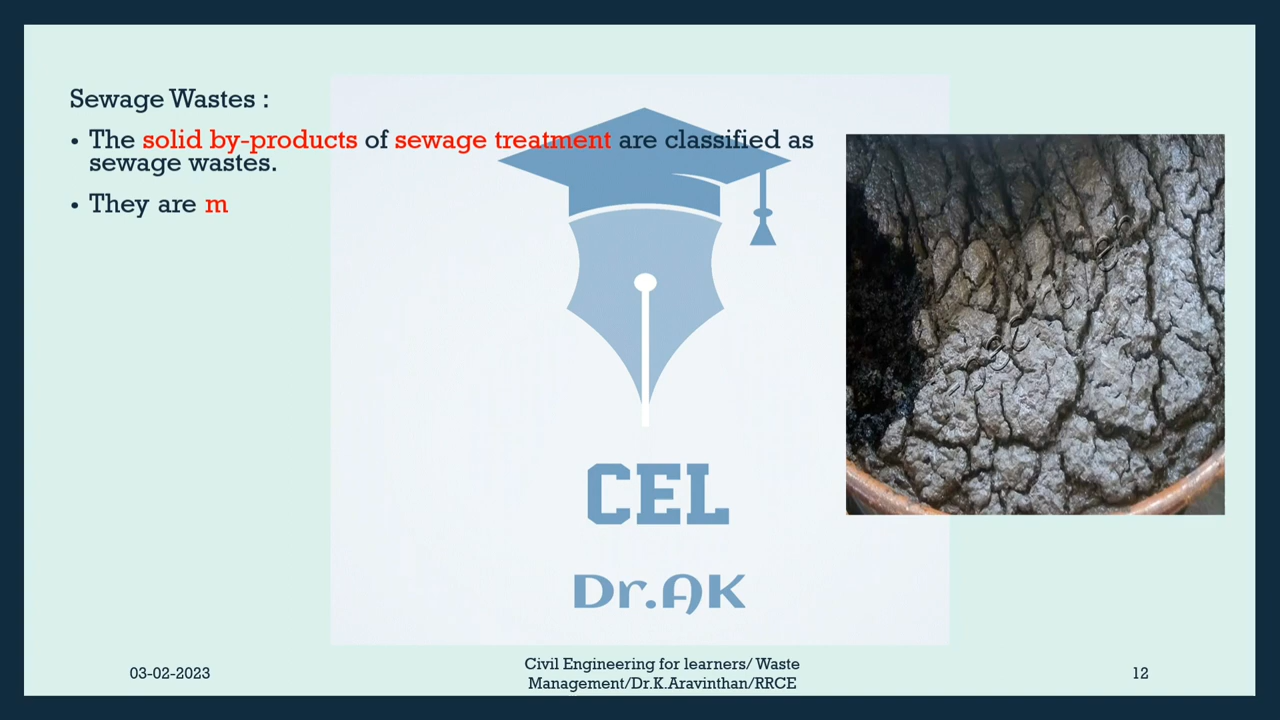 Sewage Wastes :
• The solid by-products of sewage treatment are classified as
sewage wastes.
• They are m
CEL
Dr.AK
03-02-2023
Civil Engineering for learners/ Waste
Management/Dr.K.Aravinthan/RRCE
12